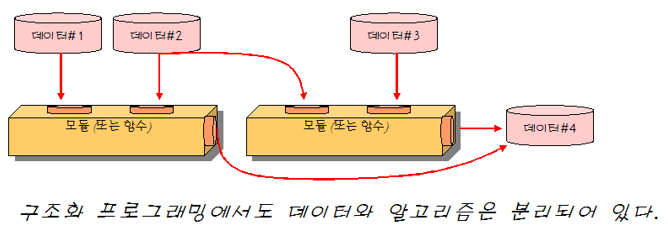 데이터#1
데이터#2
데이터#3
모듈(또는 함수)
모듈(또는 함수)
데이터#4
구조화 프로그래밍에서도 데이터와 알고리즘은 분리되어 있다.